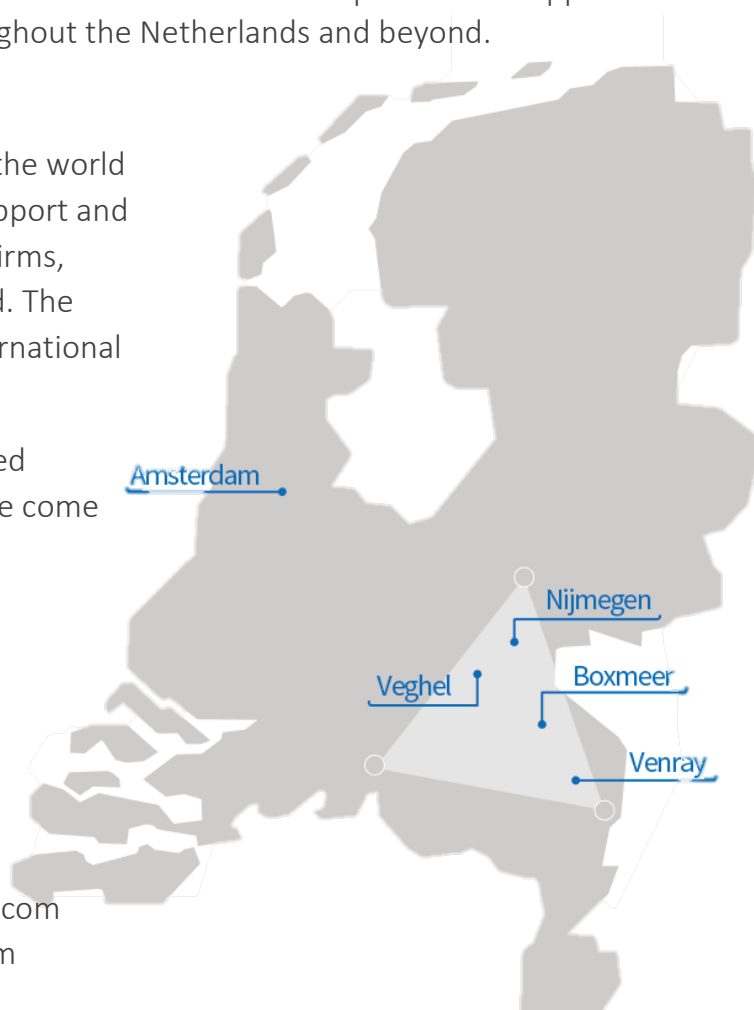 ghout the Netherlands and beyond.
the world
pport and
irms,
d. The
rnational
ed
Amsterdam
e come
Nijmegen
Boxmeer
Veghel
Venray
com
m